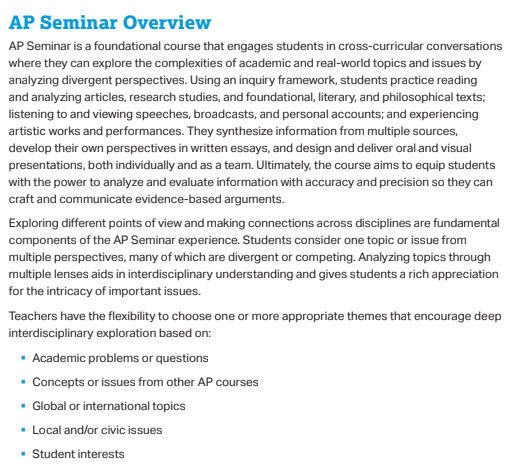 AP Seminar Overview
AP Seminar is a foundational course that engages students in cross-curricular conversations
where they can explore the complexities of academic and real-world topics and issues by
analyzing divergent perspectives. Using an inquiry framework, students practice reading
and analyzing articles, research studies, and foundational, literary, and philosophical texts;
listening to and viewing speeches, broadcasts, and personal accounts; and experiencing
artistic works and performances. They synthesize information from multiple sources,
develop their own perspectives in written essays, and design and deliver oral and visual
presentations, both individually and as a team. Ultimately, the course aims to equip students
with the power to analyze and evaluate information with accuracy and precision so they can
craft and communicate evidence-based arguments.
Exploring different points of view and making connections across disciplines are fundamental
components of the AP Seminar experience. Students consider one topic or issue from
multiple perspectives, many of which are divergent or competing. Analyzing topics through
multiple lenses aids in interdisciplinary understanding and gives students a rich appreciation
for the intricacy of important issues.
Teachers have the flexibility to choose one or more appropriate themes that encourage deep
interdisciplinary exploration based on:
▪ Academic problems or questions
▪ Concepts or issues from other AP courses
▪ Global or international topics
▪ Local and/or civic issues
▪ Student interests